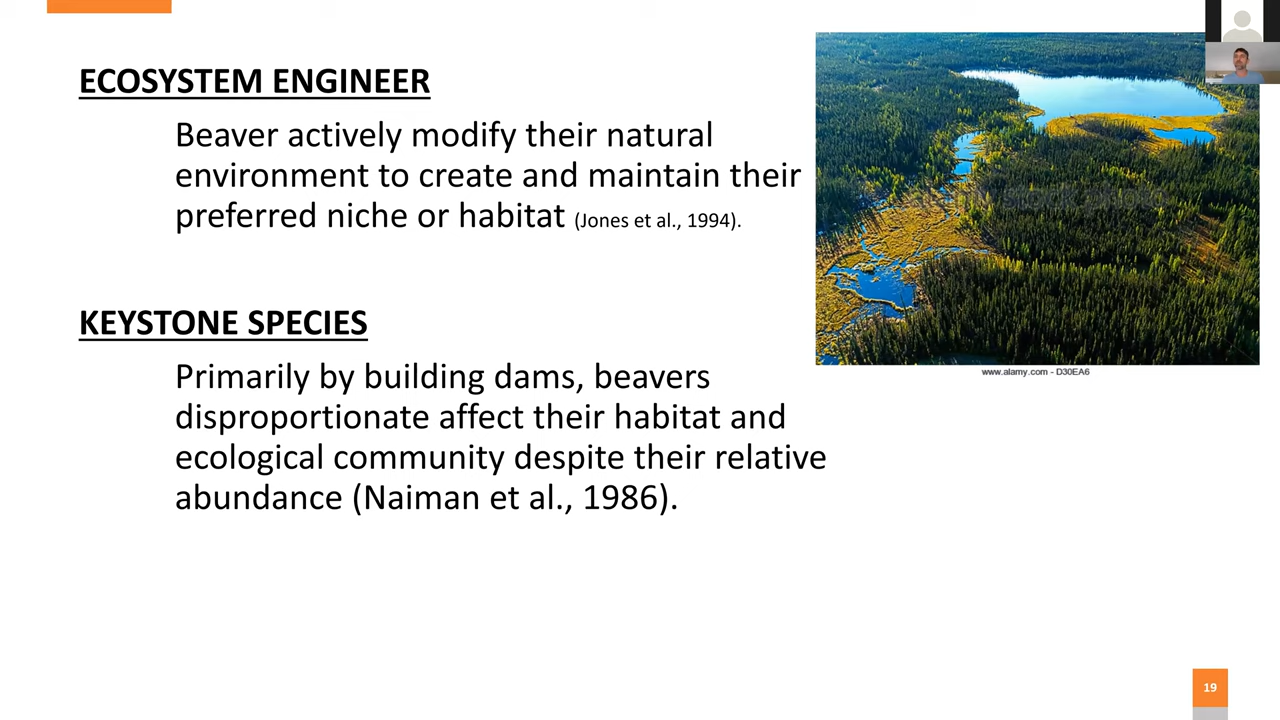 ECOSYSTEM ENGINEER
Beaver actively modify their natural
environment to create and maintain their
preferred niche or habitat (Jones et al., 1994).
KEYSTONE SPECIES
Primarily by building dams, beavers
disproportionate affect their habitat and
ecological community despite their relative
abundance (Naiman et al., 1986).
stock photo
www.alamy.com - D30EA6
19